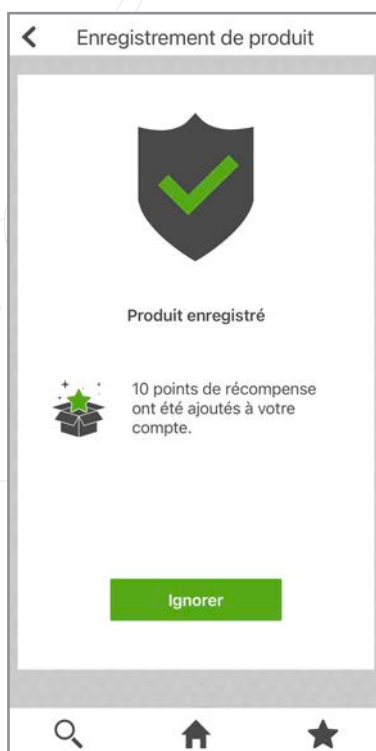 Enregistrement de produit
Produit enregistré
10 points de récompense
ont été ajoutés à votre
compte.
Ignorer